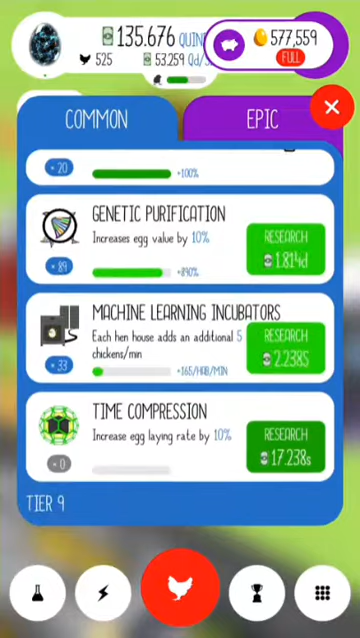 135.676 QUIN
525
53.259 Qd/S
577,559
FULL
COMMON
EPIC
× 20
+100%
GENETIC PURIFICATION
Increases egg value by 10%
RESEARCH
1.814d
× 89
+890%
MACHINE LEARNING INCUBATORS
Each hen house adds an additional 5
chickens/min
RESEARCH
2.238S
× 33
+165/HAB/MIN
TIME COMPRESSION
Increase egg laying rate by 10%
RESEARCH
17.238s
× 0
TIER 9